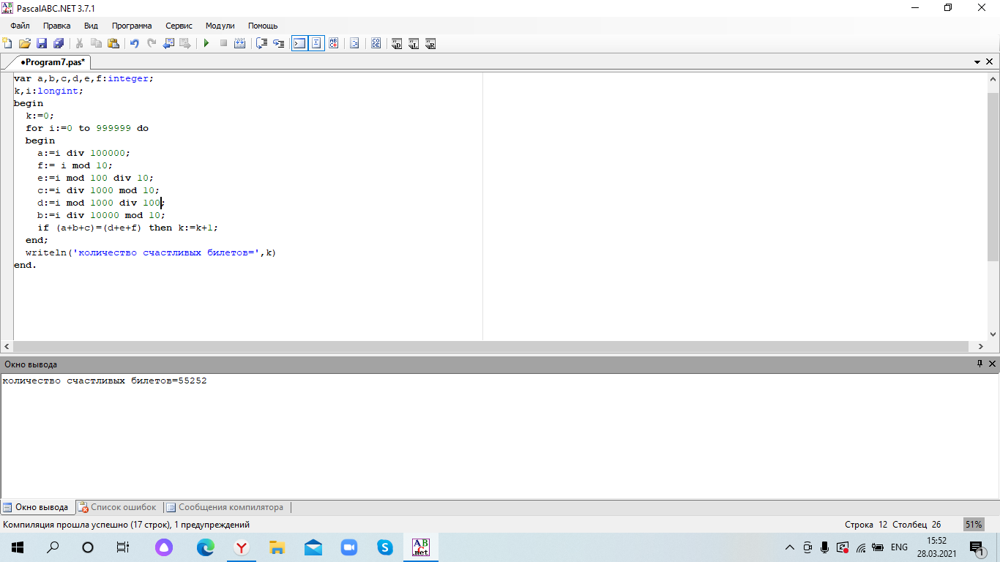 PascalABC.NET 3.7.1
Файл Правка Вид Программа Сервис Модули Помощь
●Program7.pas*
var a,b,c,d,e,f:integer;
k,i:longint;
begin
k:=0;
for i:=0 to 999999 do
begin
a:=i div 100000;
f:= i mod 10;
e:=i mod 100 div 10;
c:=i div 1000 mod 10;
d:=i mod 1000 div 100;
b:=i div 10000 mod 10;
if (a+b+c)=(d+e+f) then k:=k+1;
end;
writeln('количество счастливых билетов=',k)
end.
Окно вывода
количество счастливых билетов=55252
Окно вывода Список ошибок Сообщения компилятора
Компиляция прошла успешно (17 строк), 1 предупреждений Строка 12 Столбец 26 51%
ENG 15:52
28.03.2021 1